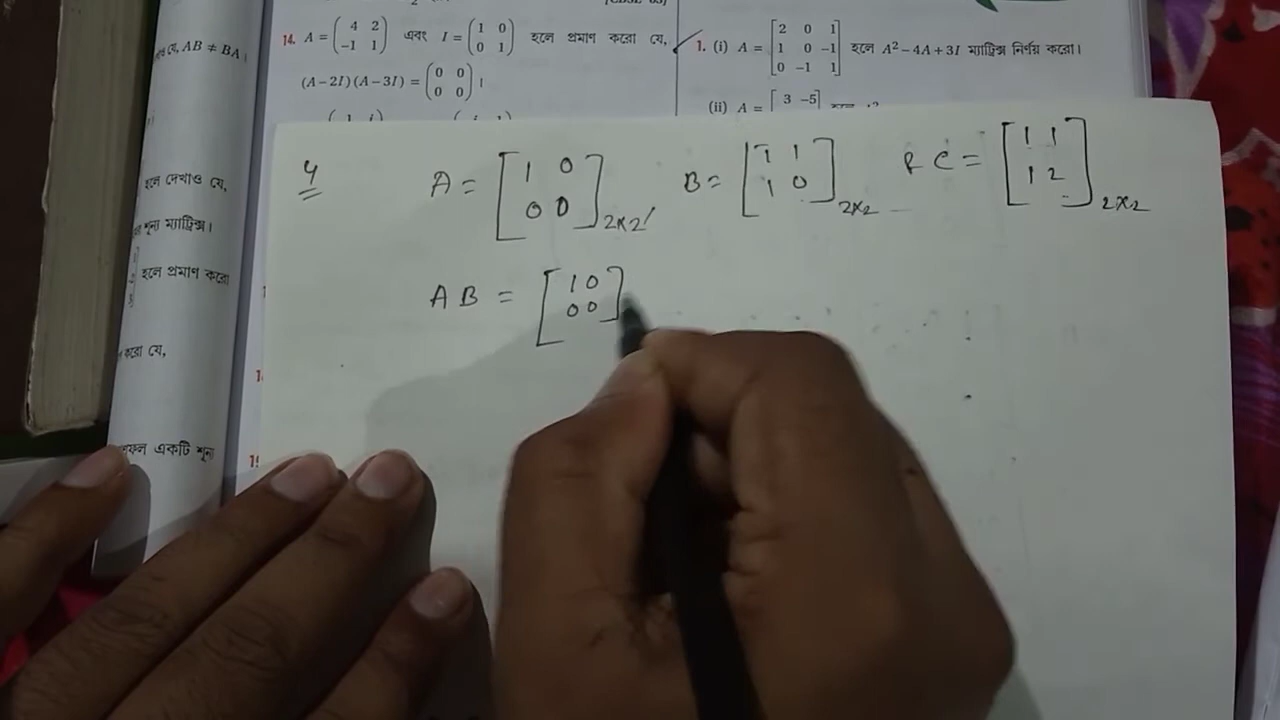 ধাও যে, AB ≠ BA।
হলে দেখাও যে,
শূন্য ম্যাট্রিক্স।
হলে প্রমাণ করো
করো যে,
একটি শূন্য
14. A = (4 2 -1 1) এবং I = (1 0 0 1) হলে প্রমাণ করো যে,
(A-2I)(A-3I) = (0 0 0 0)।
1. (i) A = [2 0 1 1 0 -1 0 -1 1] হলে A²-4A+3I ম্যাট্রিক্স নির্ণয় করো।
(ii) A = [3 -5]
4 A = [1 0 0 0]2×2, B = [1 1 1 0]2×2 & C = [1 1 1 2]2×2
AB = [1 0 0 0]